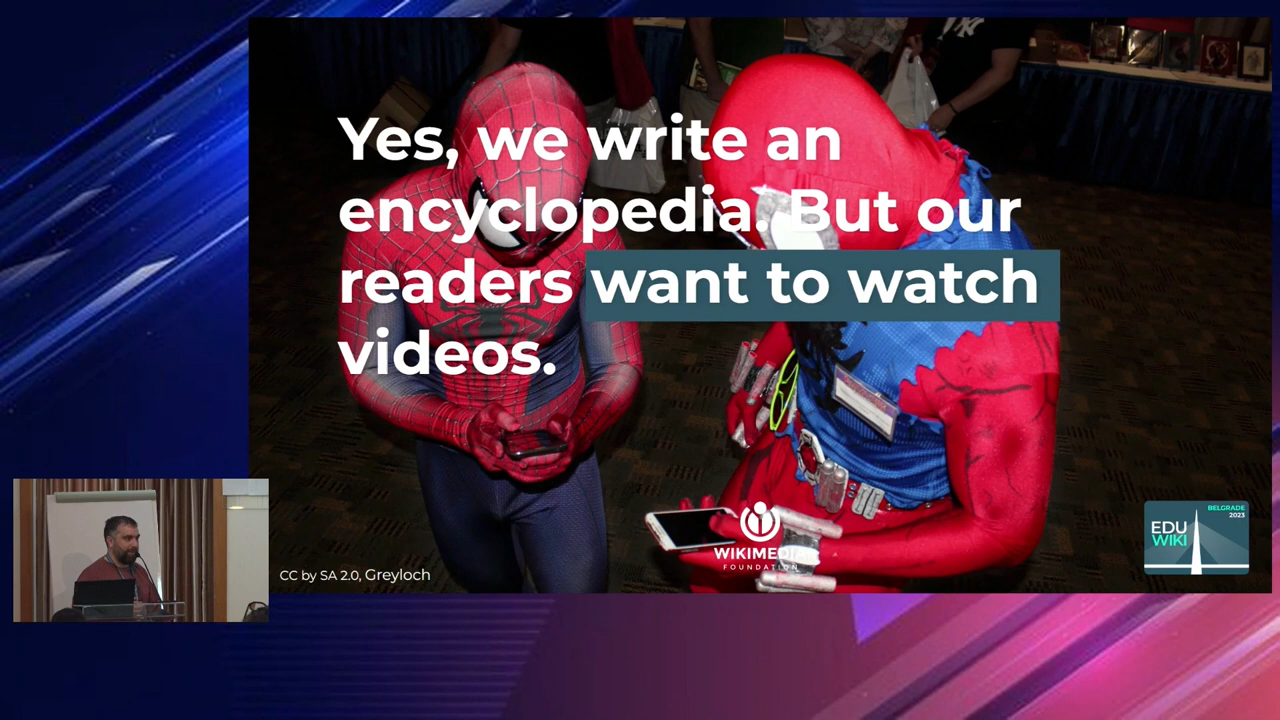 Yes, we write an
encyclopedia. But our
readers want to watch
videos.
WIKIMEDIA
FOUNDATION
CC by SA 2.0, Greyloch
BELGRADE
2023
EDU
WIKI